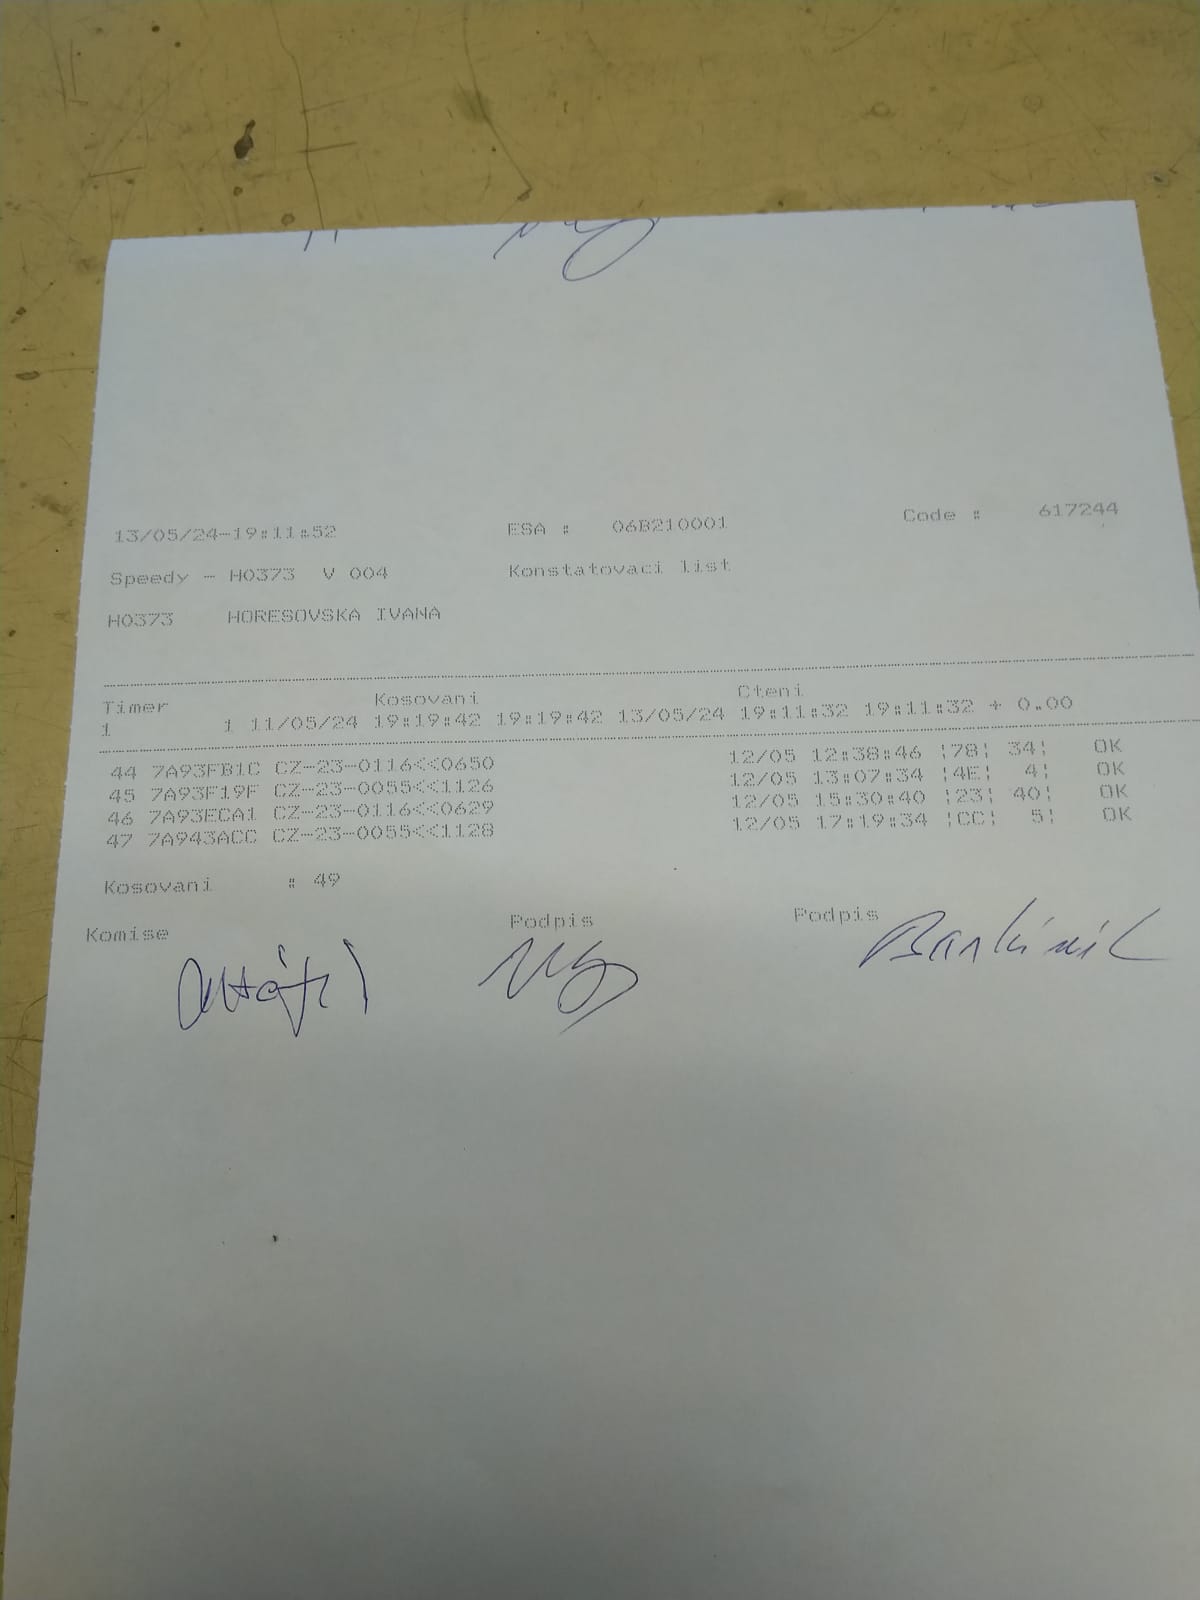 13/05/24-19:11:52 ESA : 06B210001 Code : 617244
Speedy - H0373 V 004 Konstatovaci list
H0373 HORESOVSKA IVANA
Timer Kosovani Cteni
1 1 11/05/24 19:19:42 19:19:42 13/05/24 19:11:32 19:11:32 + 0.00
44 7A93FB1C CZ-23-0116<<0650 12/05 12:38:46 ¦78¦ 34¦ OK
45 7A93F19F CZ-23-0055<<1126 12/05 13:07:34 ¦4E¦ 4¦ OK
46 7A93ECA1 CZ-23-0116<<0629 12/05 15:30:40 ¦23¦ 40¦ OK
47 7A943ACC CZ-23-0055<<1128 12/05 17:19:34 ¦CC¦ 5¦ OK
Kosovani : 49
Komise Podpis Podpis